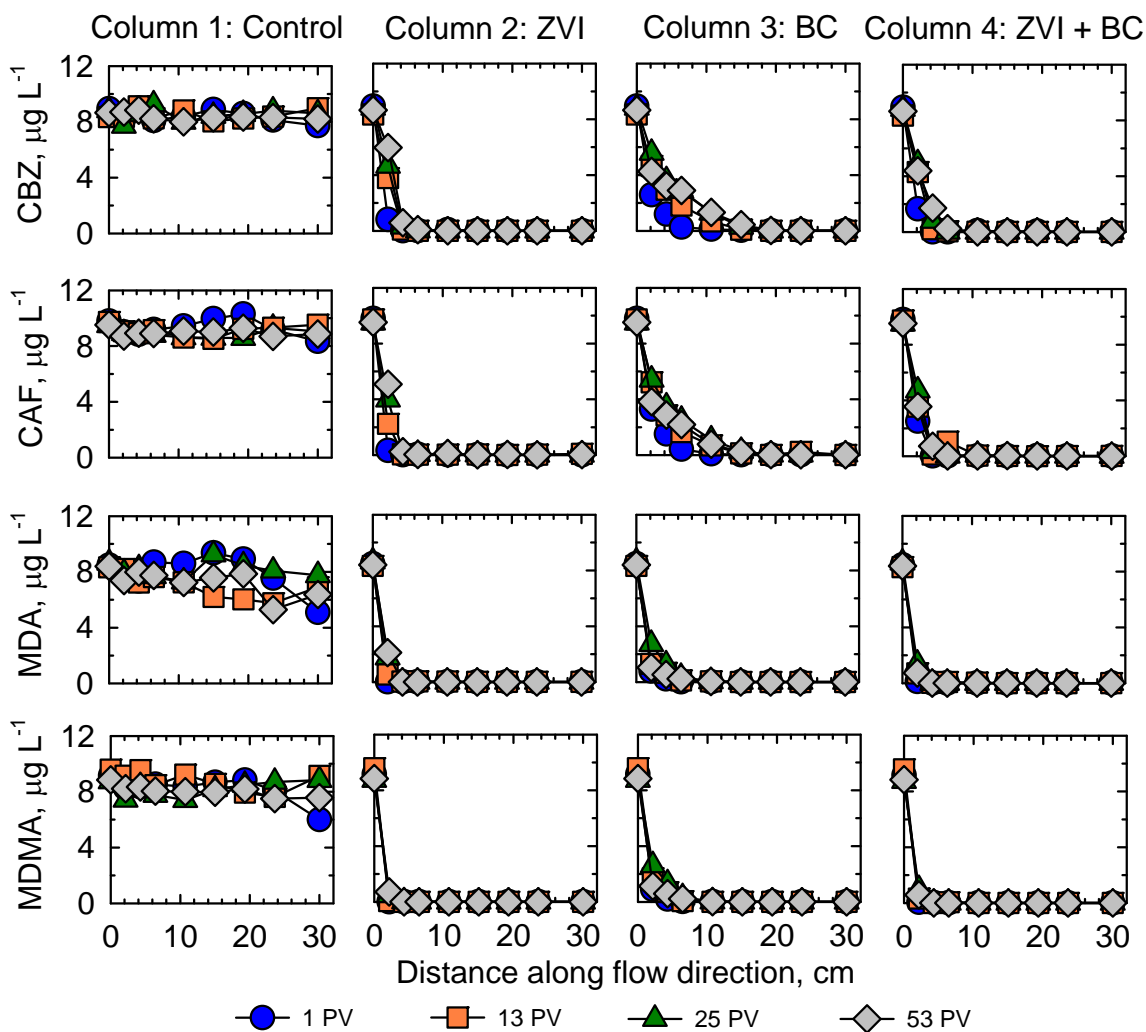 Column 1: Control Column 2: ZVI Column 3: BC Column 4: ZVI + BC
CBZ, μg L⁻¹
12
8
4
0
CAF, μg L⁻¹
12
8
4
0
MDA, μg L⁻¹
12
8
4
0
MDMA, μg L⁻¹
12
8
4
0
0 10 20 30 0 10 20 30 0 10 20 30 0 10 20 30
Distance along flow direction, cm
1 PV 13 PV 25 PV 53 PV